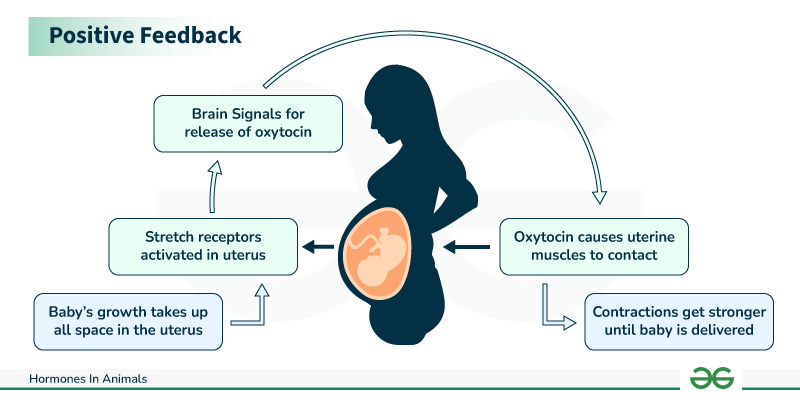 Positive Feedback
Brain Signals for
release of oxytocin
Stretch receptors
activated in uterus
Oxytocin causes uterine
muscles to contact
Baby's growth takes up
all space in the uterus
Contractions get stronger
until baby is delivered
Hormones In Animals